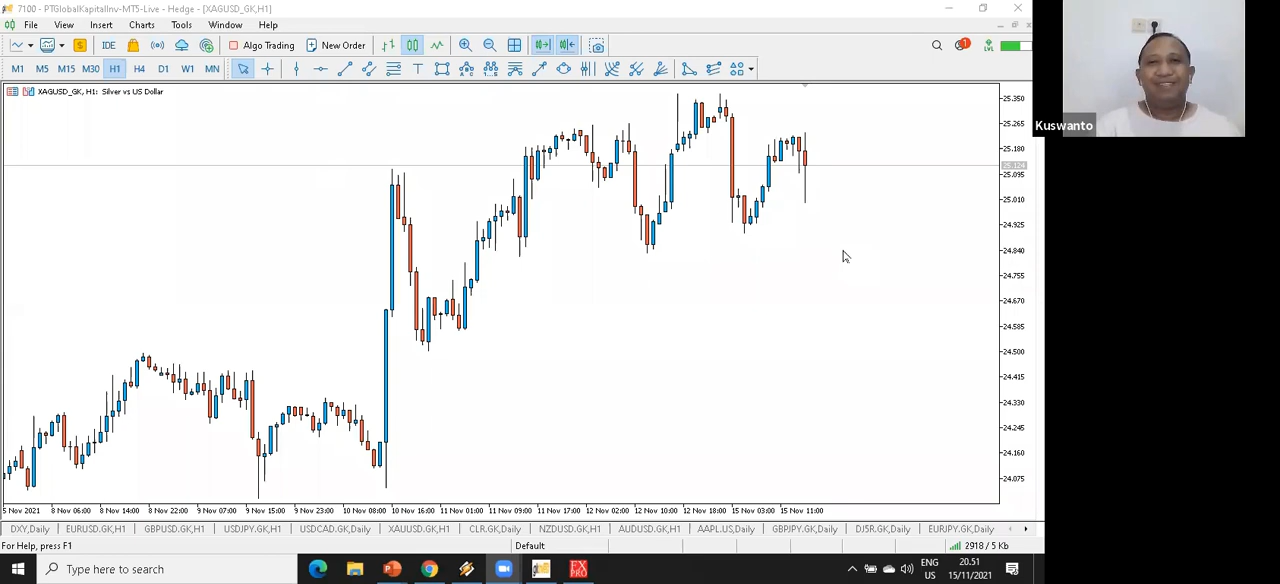 7100 - PTGlobalKapitalInv-MT5-Live - Hedge - [XAGUSD_GK,H1]
File View Insert Charts Tools Window Help
IDE Algo Trading New Order 1 LVL
M1 M5 M15 M30 H1 H4 D1 W1 MN T
XAGUSD_GK, H1: Silver vs US Dollar
Kuswanto
25.350
25.265
25.180
25.124
25.095
25.010
24.925
24.840
24.755
24.670
24.585
24.500
24.415
24.330
24.245
24.160
24.075
5 Nov 2021 8 Nov 06:00 8 Nov 14:00 8 Nov 22:00 9 Nov 07:00 9 Nov 15:00 9 Nov 23:00 10 Nov 08:00 10 Nov 16:00 11 Nov 01:00 11 Nov 09:00 11 Nov 17:00 12 Nov 02:00 12 Nov 10:00 12 Nov 18:00 15 Nov 03:00 15 Nov 11:00
DXY,Daily EURUSD.GK,H1 GBPUSD.GK,H1 USDJPY.GK,H1 USDCAD.GK,Daily XAUUSD.GK,H1 CLR.GK,Daily NZDUSD.GK,H1 AUDUSD.GK,H1 AAPL.US,Daily GBPJPY.GK,Daily DJ5R.GK,Daily EURJPY.GK,Daily
For Help, press F1 Default 2918 / 5 Kb
Type here to search FX PRO ENG US 20.51 15/11/2021